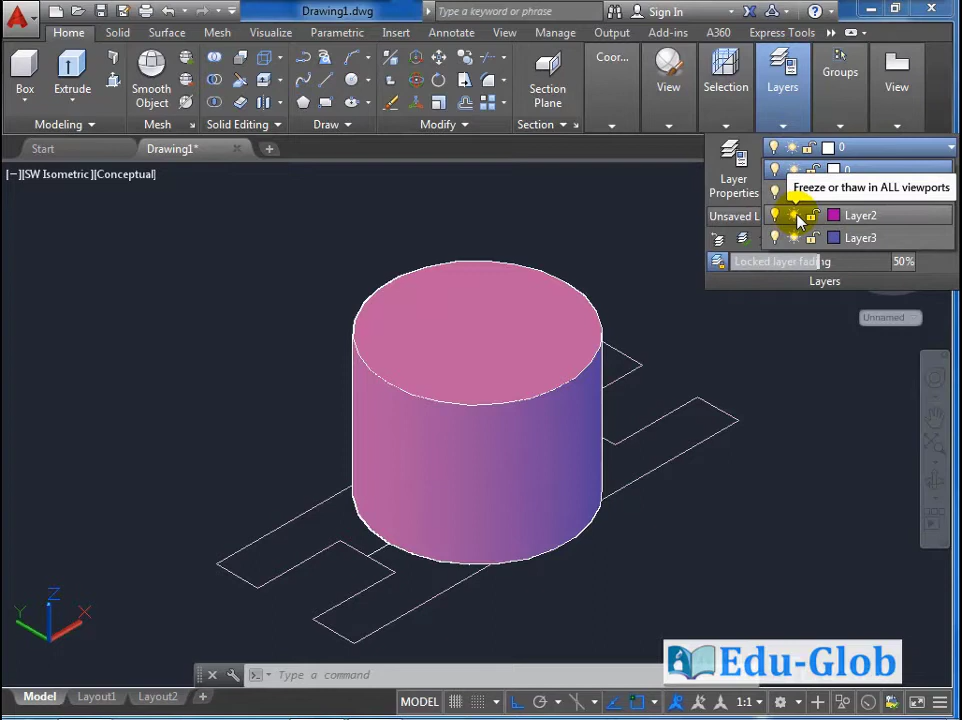 Drawing1.dwg
Type a keyword or phrase
Sign In
Home Solid Surface Mesh Visualize Parametric Insert Annotate View Manage Output Add-ins A360 Express Tools
Box
Extrude
Smooth
Object
Section
Plane
Coor...
View
Selection
Layers
Groups
View
Modeling
Mesh
Solid Editing
Draw
Modify
Section
Start
Drawing1*
[−][SW Isometric][Conceptual]
Layer
Properties
0
0
Freeze or thaw in ALL viewports
Unsaved L
Layer2
Layer3
Locked layer fading
50%
Layers
Unnamed
Z
Y
X
Type a command
Edu-Glob
Model Layout1 Layout2
MODEL
1:1